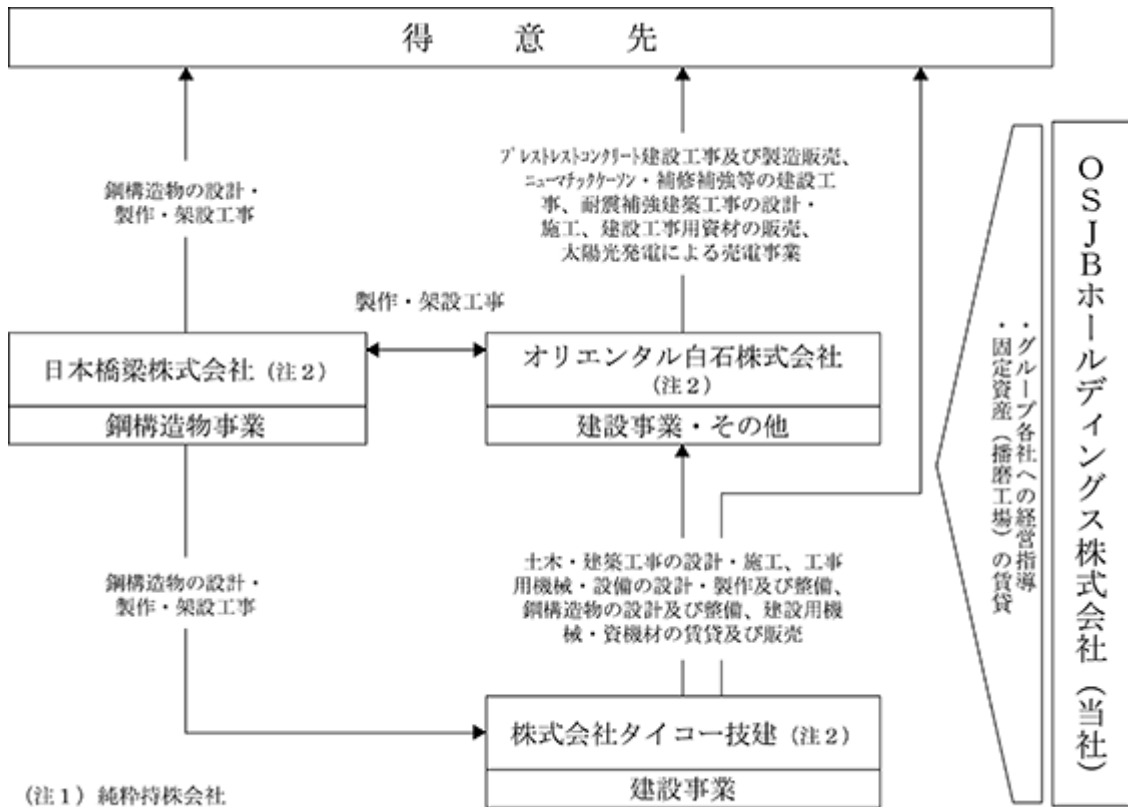 得意先
鋼構造物の設計・
製作・架設工事
プレストレストコンクリート建設工事及び製造販売、
ニューマチックケーソン・補修補強等の建設工
事、耐震補強建築工事の設計・
施工、建設工事用資材の販売、
太陽光発電による売電事業
製作・架設工事
日本橋梁株式会社(注2)
鋼構造物事業
オリエンタル白石株式会社
(注2)
建設事業・その他
鋼構造物の設計・
製作・架設工事
土木・建築工事の設計・施工、工事
用機械・設備の設計・製作及び整備、
鋼構造物の設計及び整備、建設用機
械・資機材の賃貸及び販売
株式会社タイコー技建(注2)
建設事業
・グループ各社への経営指導
・固定資産(播磨工場)の賃貸
OSJBホールディングス株式会社(当社)
(注1)純粋持株会社